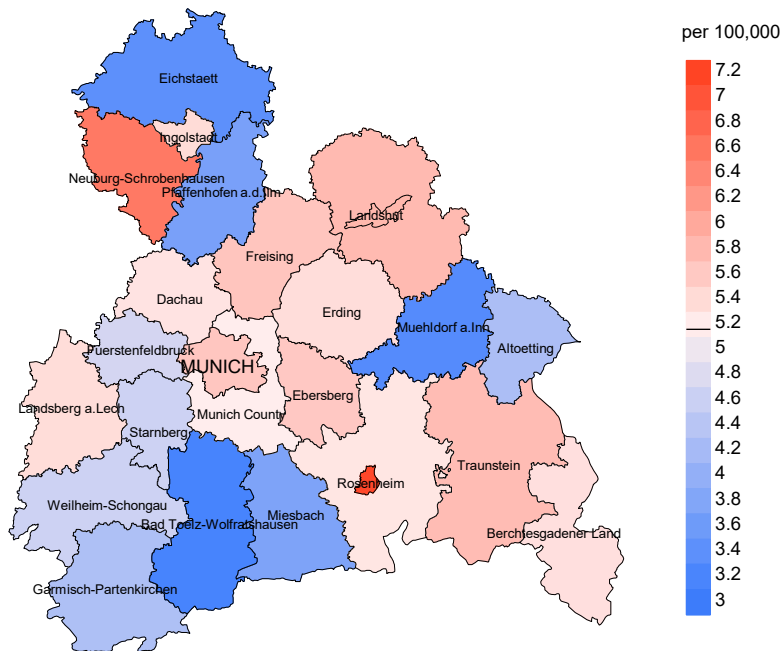 per 100,000
7.2
7
6.8
6.6
6.4
6.2
6
5.8
5.6
5.4
5.2
5
4.8
4.6
4.4
4.2
4
3.8
3.6
3.4
3.2
3
Eichstaett
Ingolstadt
Neuburg-Schrobenhausen
Pfaffenhofen a.d.Ilm
Landshut
Freising
Dachau
Erding
Muehldorf a.Inn
Altoetting
Fuerstenfeldbruck
MUNICH
Ebersberg
Landsberg a.Lech
Munich County
Starnberg
Traunstein
Rosenheim
Weilheim-Schongau
Miesbach
Bad Toelz-Wolfratshausen
Berchtesgadener Land
Garmisch-Partenkirchen